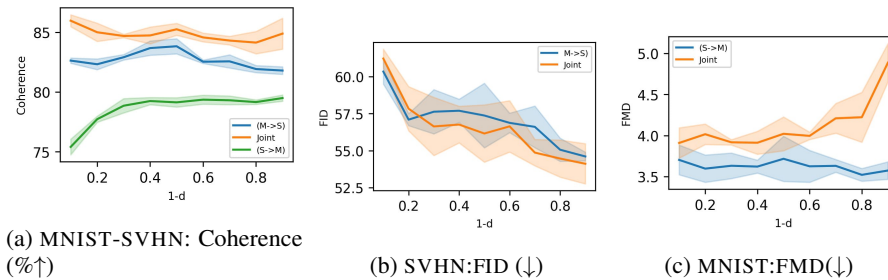 85
80
75
Coherence
(M->S)
Joint
(S->M)
0.2 0.4 0.6 0.8
1-d
(a) MNIST-SVHN: Coherence
(%↑)
60.0
57.5
55.0
52.5
FID
M->S)
Joint
0.2 0.4 0.6 0.8
1-d
(b) SVHN:FID (↓)
5.0
4.5
4.0
3.5
FMD
(S->M)
Joint
0.2 0.4 0.6 0.8
1-d
(c) MNIST:FMD(↓)